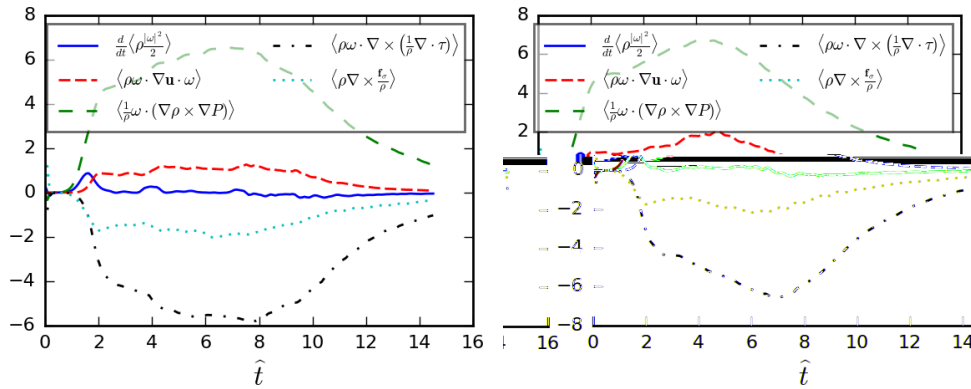 8
6
4
2
0
−2
−4
−6
0 2 4 6 8 10 12 14 16
t̂
d/dt⟨ρ|ω|²/2⟩
⟨ρω · ∇u · ω⟩
⟨1/ρ ω · (∇ρ × ∇P)⟩
⟨ρω · ∇ × (1/ρ ∇ · τ)⟩
⟨ρ∇ × f_σ/ρ⟩
8
6
4
2
0
−2
−4
−6
−8
0 2 4 6 8 10 12 14
t̂
d/dt⟨ρ|ω|²/2⟩
⟨ρω · ∇u · ω⟩
⟨1/ρ ω · (∇ρ × ∇P)⟩
⟨ρω · ∇ × (1/ρ ∇ · τ)⟩
⟨ρ∇ × f_σ/ρ⟩